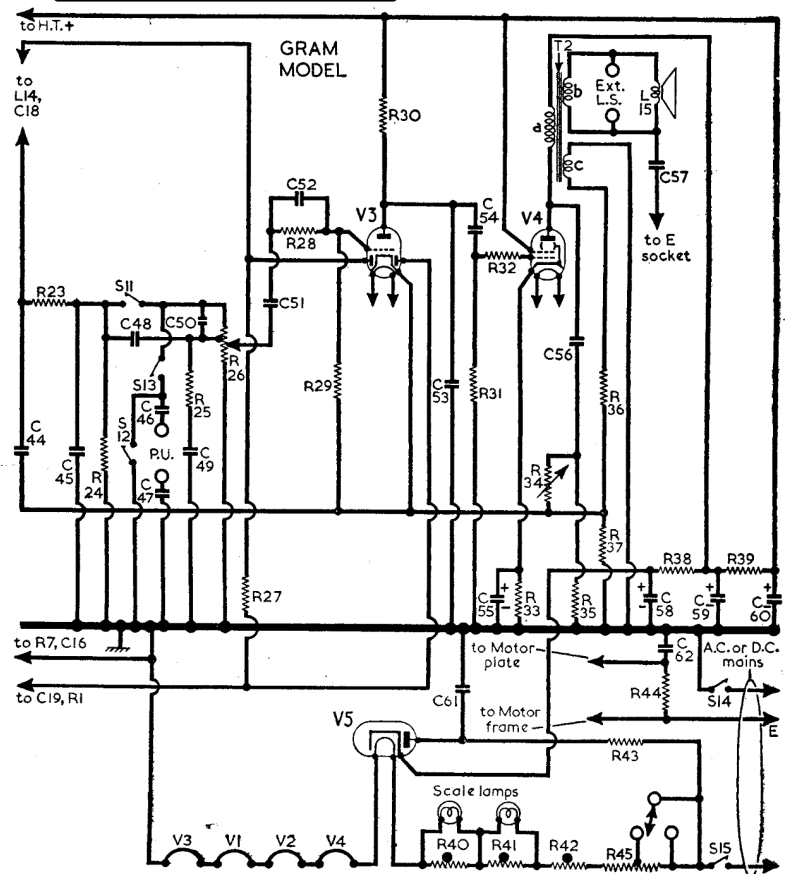 to H.T.+
GRAM
MODEL
to
L14,
C18
R30
T2
a
b
c
Ext.
L.S.
L
15
C57
to E
socket
C52
R28
V3
C
54
V4
R32
C51
R23
S11
C48
C50
R
26
S13
R
25
C
46
S
12
P.U.
C
47
C
49
C
44
C
45
R
24
R29
C
53
R31
C56
R
36
R
34
R
37
R27
C
55
+
-
R
33
R
35
R38
R39
+
-
C
58
+
C
59
-
+
C
60
-
to R7, C16
to C19, R1
to Motor
plate
C
62
A.C. or D.C.
mains
S14
R44
C61
to Motor
frame
E
V5
R43
Scale lamps
V3
V1
V2
V4
R40
R41
R42
R45
S15